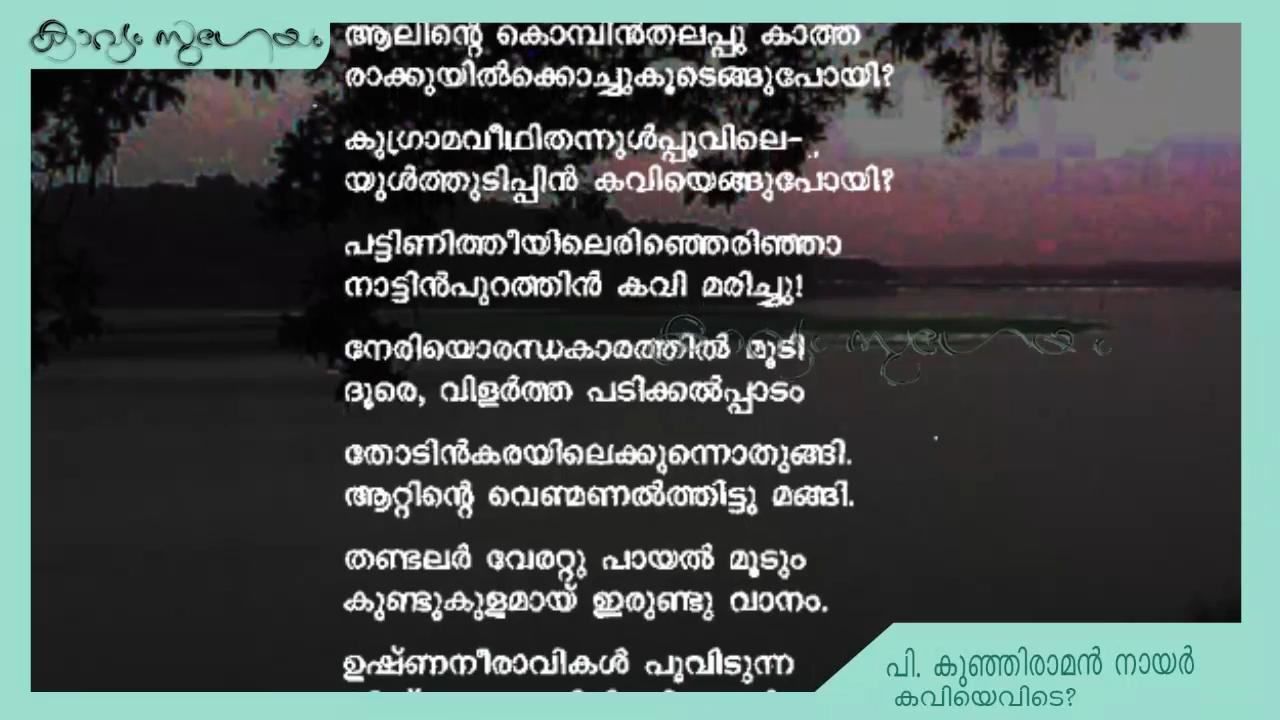 കാവ്യം സുഗേയം
ആലിന്റെ കൊമ്പിൻതലപ്പു കാത്ത
രാക്കുയിൽക്കൊച്ചുകൂടെങ്ങുപോയി?
കുഗ്രാമവീഥിതന്നുൾപ്പൂവിലെ-
യുൾത്തുടിപ്പിൻ കവിയെങ്ങുപോയി?
പട്ടിണിത്തീയിലെരിഞ്ഞെരിഞ്ഞാ
നാട്ടിൻപുറത്തിൻ കവി മരിച്ചു!
നേരിയൊരന്ധകാരത്തിൽ മൂടി
ദൂരെ, വിളർത്ത പടിക്കൽപ്പാടം
കാവ്യം സുഗേയം
തോടിൻകരയിലെക്കുന്നൊതുങ്ങി.
ആറ്റിന്റെ വെണ്മണൽത്തിട്ടു മങ്ങി.
തണ്ടലർ വേരറ്റു പായൽ മൂടും
കുണ്ടുകുളമായ് ഇരുണ്ടു വാനം.
ഉഷ്ണനീരാവികൾ പൂവിടുന്ന
പി. കുഞ്ഞിരാമൻ നായർ
കവിയെവിടെ?